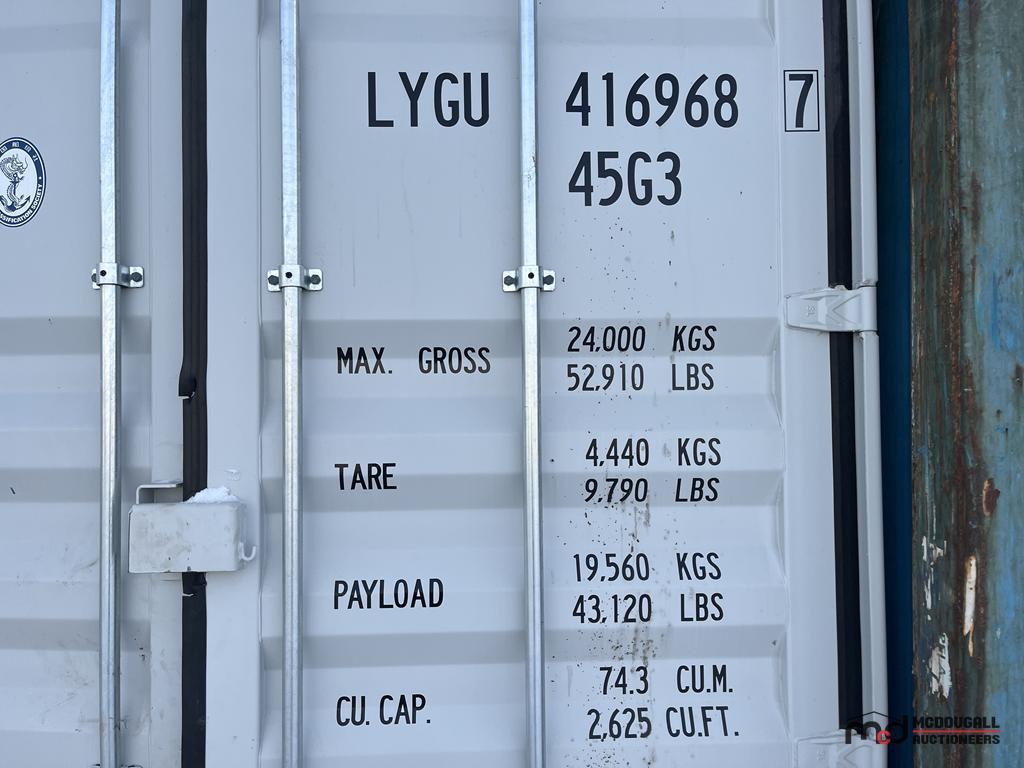 LYGU 416968 7
45G3
MAX. GROSS 24,000 KGS
52,910 LBS
TARE 4,440 KGS
9,790 LBS
PAYLOAD 19,560 KGS
43,120 LBS
CU. CAP. 74.3 CU.M.
2,625 CU.FT.
mcd MCDOUGALL
AUCTIONEERS